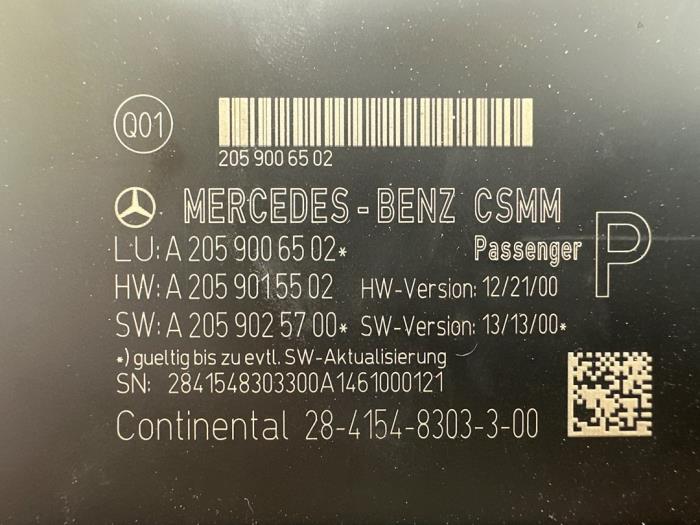 Q01
205 900 65 02
MERCEDES-BENZ CSMM
LU: A 205 900 65 02* Passenger P
HW: A 205 901 55 02 HW-Version: 12/21/00
SW: A 205 902 57 00* SW-Version: 13/13/00*
*) gueltig bis zu evtl. SW-Aktualisierung
SN: 2841548303300A1461000121
Continental 28-4154-8303-3-00